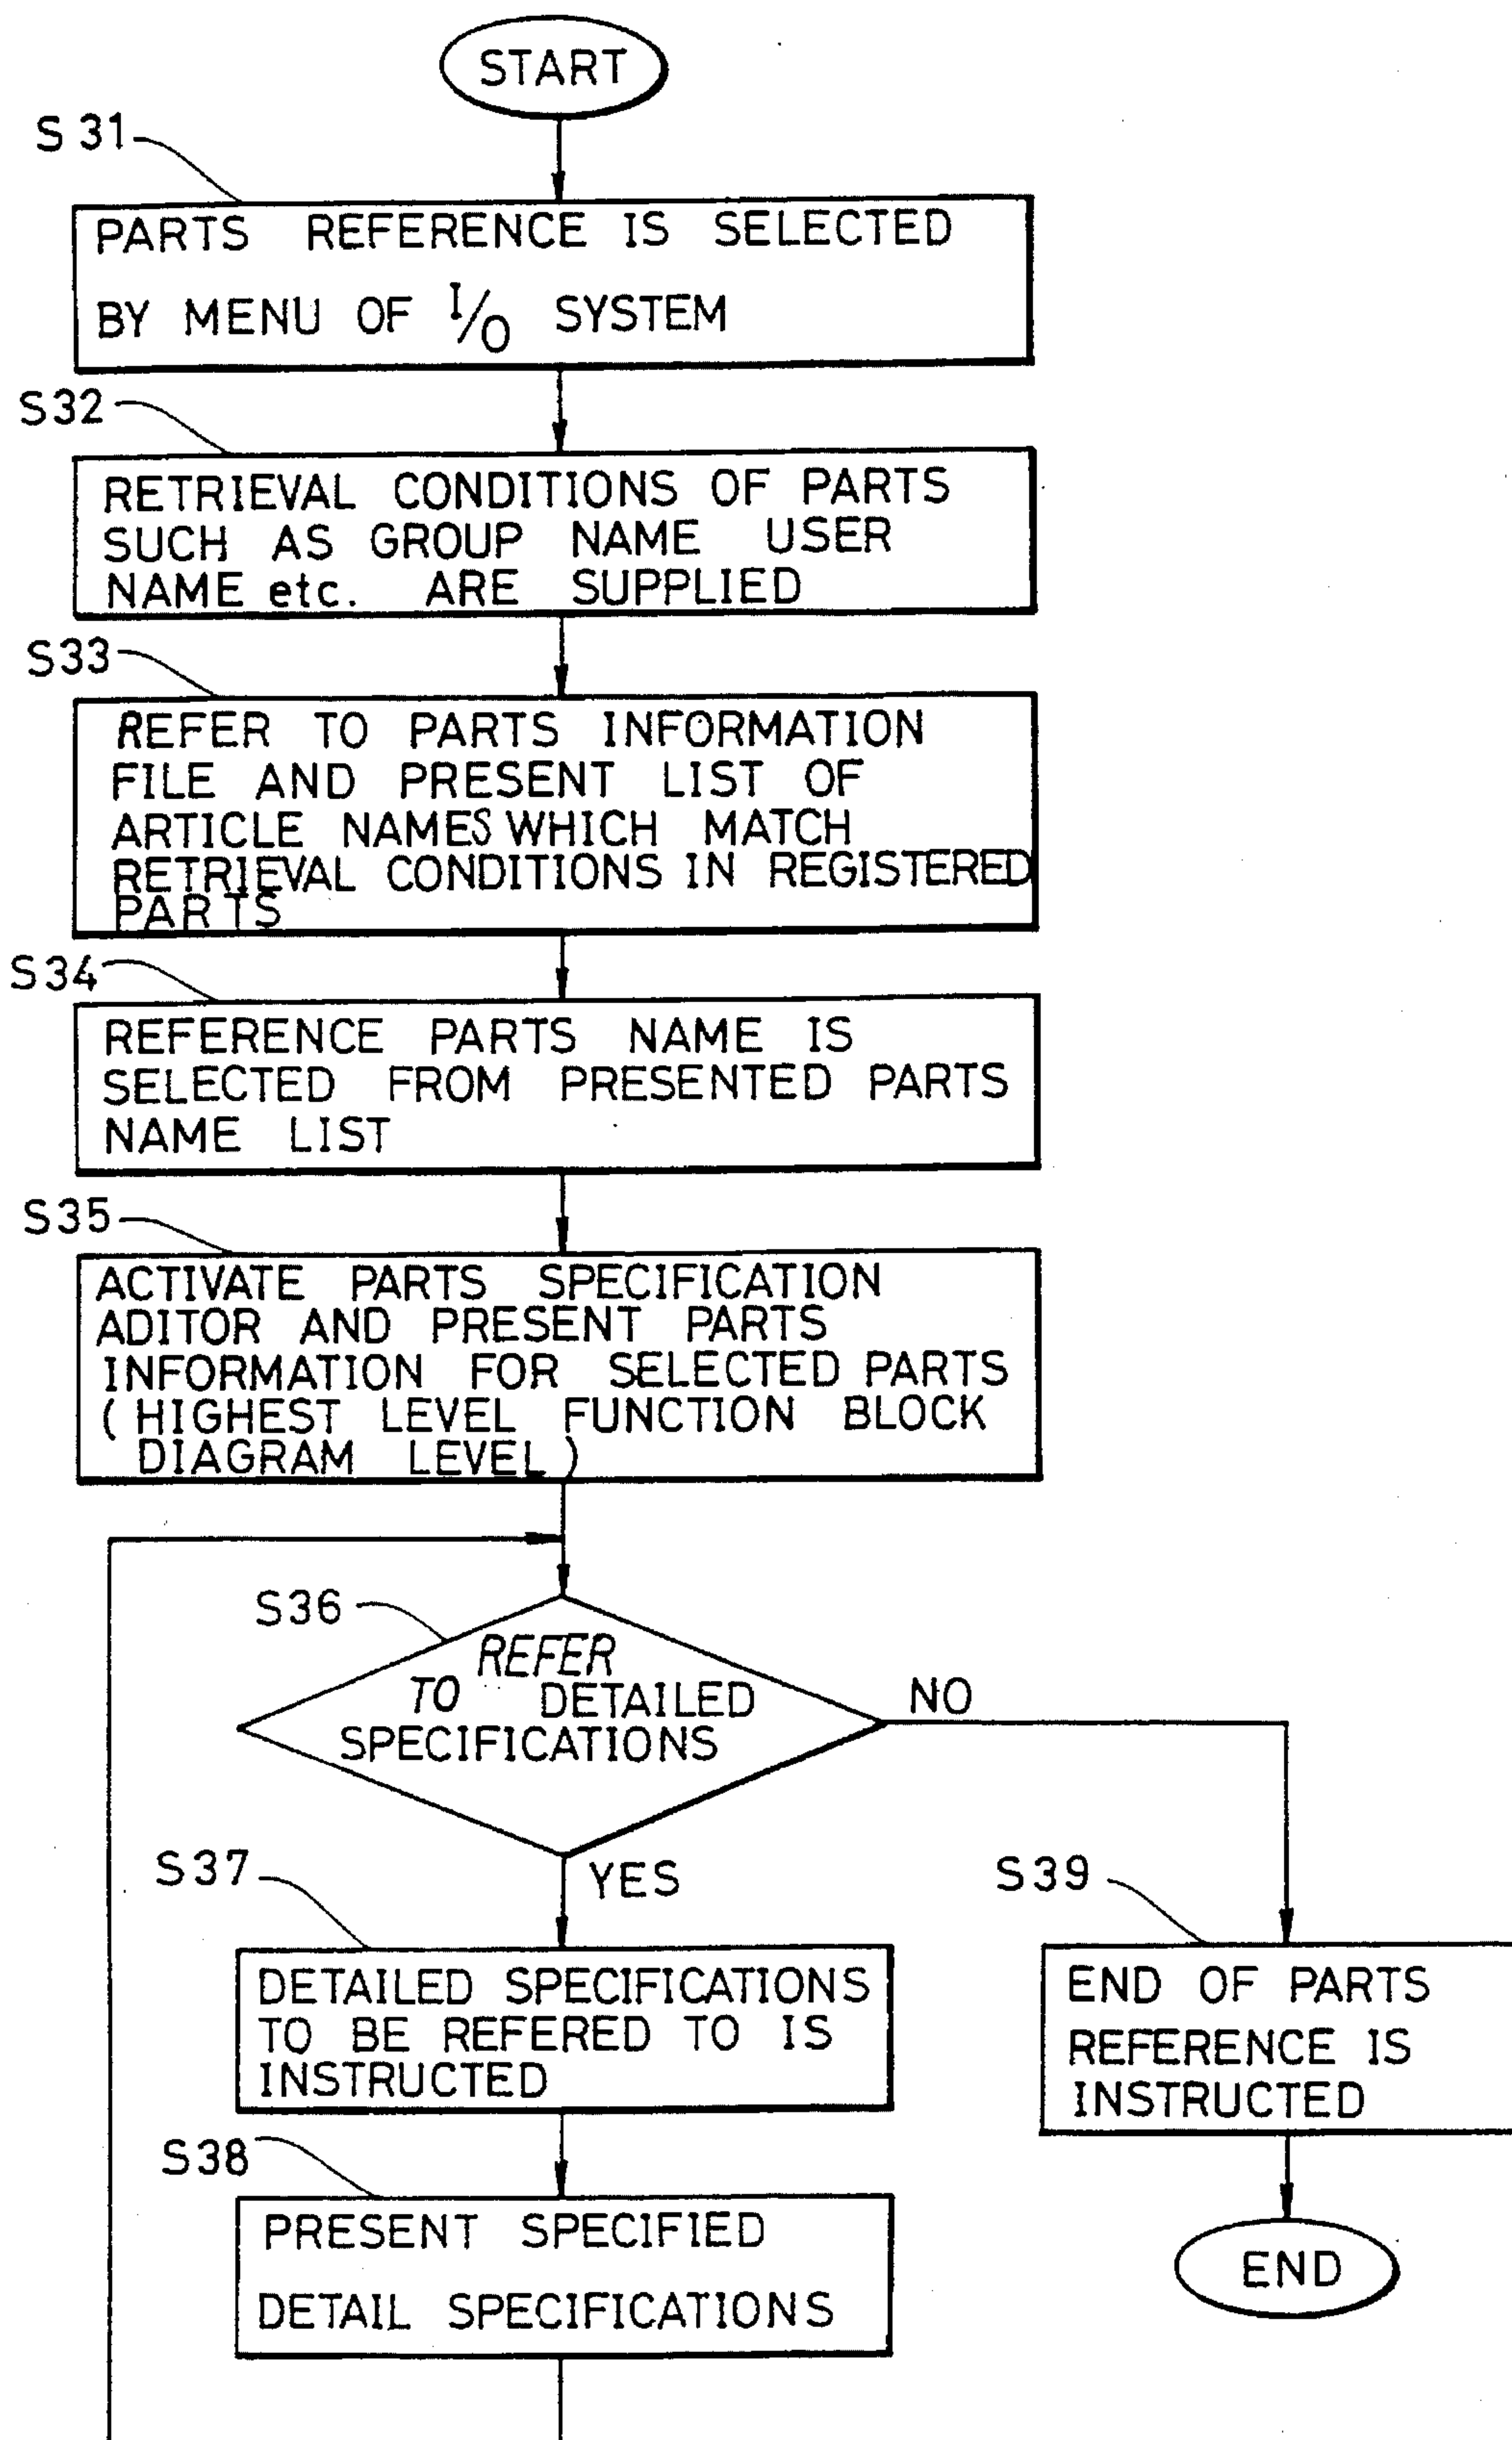 START
S31
PARTS REFERENCE IS SELECTED
BY MENU OF I/O SYSTEM
S32
RETRIEVAL CONDITIONS OF PARTS
SUCH AS GROUP NAME USER
NAME etc. ARE SUPPLIED
S33
REFER TO PARTS INFORMATION
FILE AND PRESENT LIST OF
ARTICLE NAMES WHICH MATCH
RETRIEVAL CONDITIONS IN REGISTERED
PARTS
S34
REFERENCE PARTS NAME IS
SELECTED FROM PRESENTED PARTS
NAME LIST
S35
ACTIVATE PARTS SPECIFICATION
ADITOR AND PRESENT PARTS
INFORMATION FOR SELECTED PARTS
(HIGHEST LEVEL FUNCTION BLOCK
DIAGRAM LEVEL)
S36
REFER
TO DETAILED
SPECIFICATIONS
NO
YES
S37
DETAILED SPECIFICATIONS
TO BE REFERED TO IS
INSTRUCTED
S38
PRESENT SPECIFIED
DETAIL SPECIFICATIONS
S39
END OF PARTS
REFERENCE IS
INSTRUCTED
END